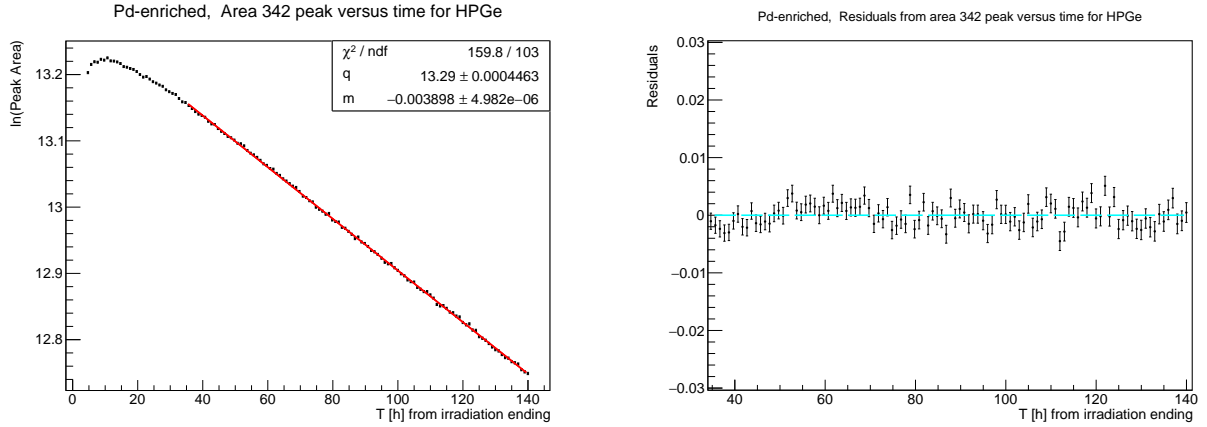 Pd-enriched, Area 342 peak versus time for HPGe
χ² / ndf 159.8 / 103
q 13.29 ± 0.0004463
m −0.003898 ± 4.982e−06
ln(Peak Area)
13.2
13.1
13
12.9
12.8
0 20 40 60 80 100 120 140
T [h] from irradiation ending
Pd-enriched, Residuals from area 342 peak versus time for HPGe
Residuals
0.03
0.02
0.01
0
−0.01
−0.02
−0.03
40 60 80 100 120 140
T [h] from irradiation ending